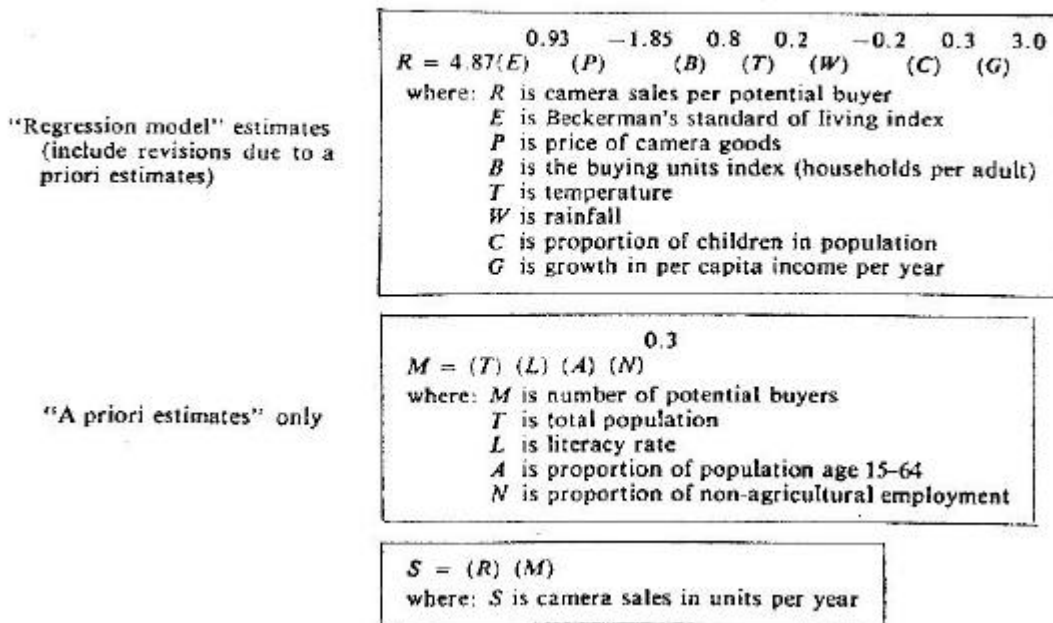 "Regression model" estimates
(include revisions due to a
priori estimates)
0.93 −1.85 0.8 0.2 −0.2 0.3 3.0
R = 4.87(E) (P) (B) (T) (W) (C) (G)
where: R is camera sales per potential buyer
E is Beckerman's standard of living index
P is price of camera goods
B is the buying units index (households per adult)
T is temperature
W is rainfall
C is proportion of children in population
G is growth in per capita income per year
"A priori estimates" only
0.3
M = (T) (L) (A) (N)
where: M is number of potential buyers
T is total population
L is literacy rate
A is proportion of population age 15–64
N is proportion of non-agricultural employment
S = (R) (M)
where: S is camera sales in units per year